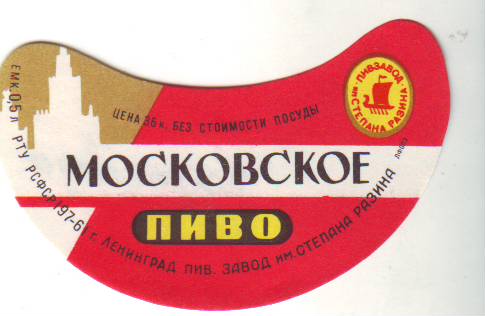 ПИВЗАВОД
им. СТЕПАНА РАЗИНА
ЦЕНА 36 к. БЕЗ СТОИМОСТИ ПОСУДЫ
МОСКОВСКОЕ
ПИВО
ЕМК. 0,5 Л РТУ РСФСР 197-61 г. ЛЕНИНГРАД ПИВ. ЗАВОД им. СТЕПАНА РАЗИНА